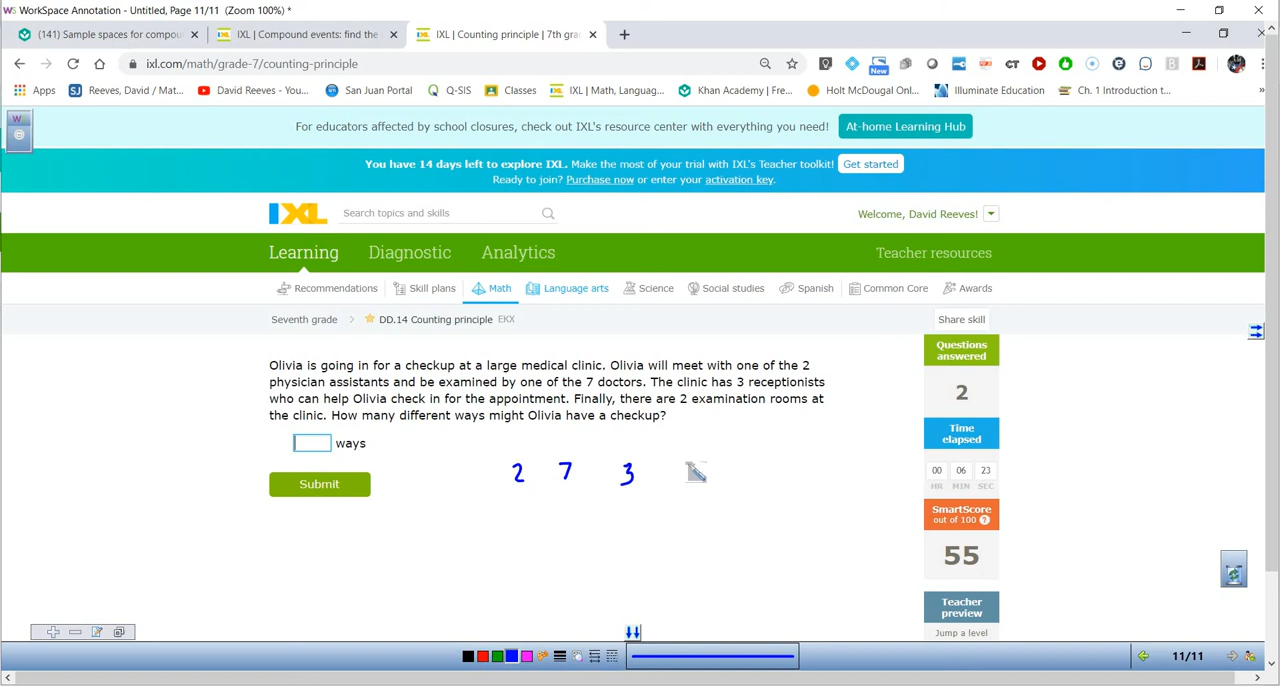 WS WorkSpace Annotation - Untitled, Page 11/11 (Zoom 100%) *
(141) Sample spaces for compou
IXL | Compound events: find the
IXL | Counting principle | 7th grad
ixl.com/math/grade-7/counting-principle
Apps
SJ Reeves, David / Mat...
David Reeves - You...
San Juan Portal
Q-SIS
Classes
IXL | Math, Languag...
Khan Academy | Fre...
Holt McDougal Onl...
Illuminate Education
Ch. 1 Introduction t...
New
For educators affected by school closures, check out IXL's resource center with everything you need! At-home Learning Hub
You have 14 days left to explore IXL. Make the most of your trial with IXL's Teacher toolkit! Get started
Ready to join? Purchase now or enter your activation key.
IXL Search topics and skills
Welcome, David Reeves!
Learning Diagnostic Analytics Teacher resources
Recommendations Skill plans Math Language arts Science Social studies Spanish Common Core Awards
Seventh grade > DD.14 Counting principle EKX
Share skill
Olivia is going in for a checkup at a large medical clinic. Olivia will meet with one of the 2
physician assistants and be examined by one of the 7 doctors. The clinic has 3 receptionists
who can help Olivia check in for the appointment. Finally, there are 2 examination rooms at
the clinic. How many different ways might Olivia have a checkup?
ways
Submit
2 7 3
Questions
answered
2
Time
elapsed
00 06 23
HR MIN SEC
SmartScore
out of 100 ?
55
Teacher
preview
Jump a level
11/11